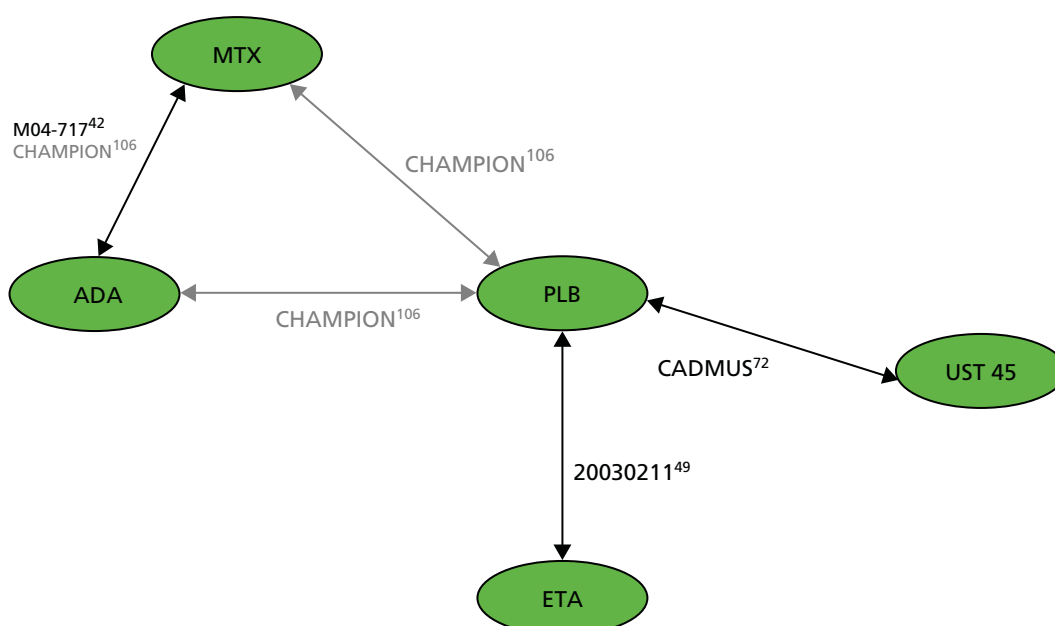 MTX
M04-717⁴²
CHAMPION¹⁰⁶
CHAMPION¹⁰⁶
ADA
PLB
CHAMPION¹⁰⁶
CADMUS⁷²
UST 45
20030211⁴⁹
ETA